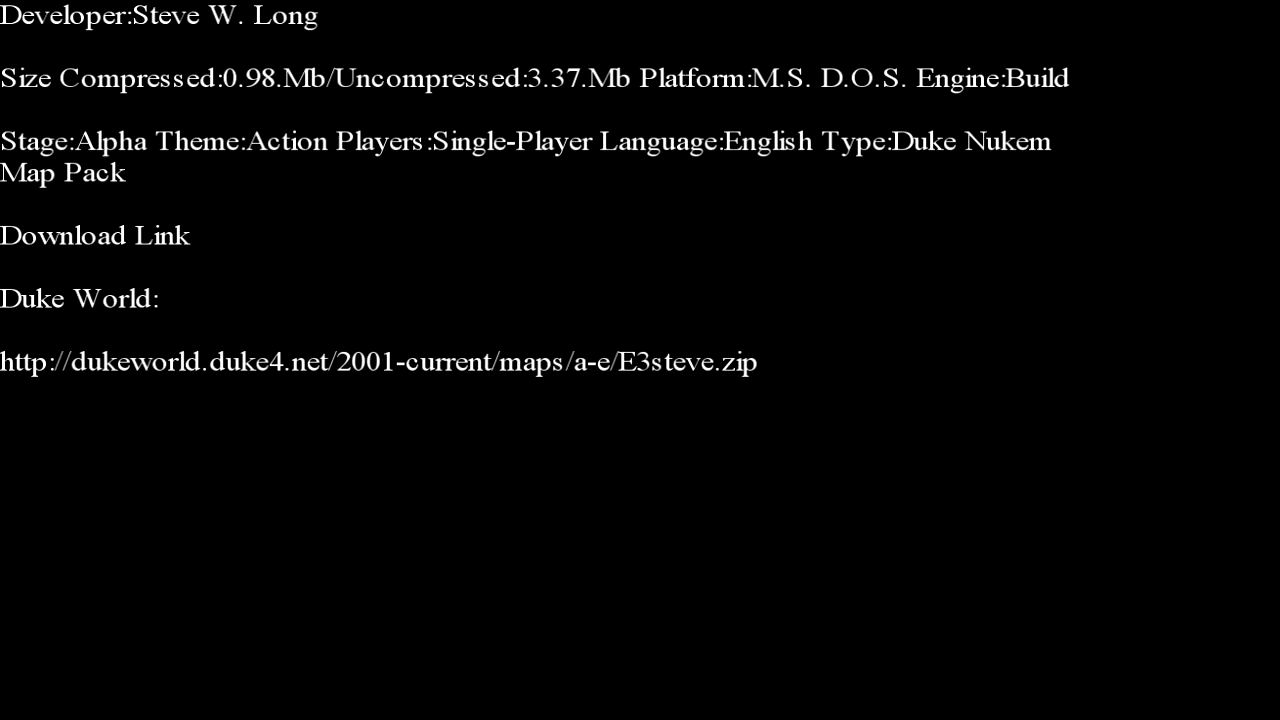 Developer:Steve W. Long
Size Compressed:0.98.Mb/Uncompressed:3.37.Mb Platform:M.S. D.O.S. Engine:Build
Stage:Alpha Theme:Action Players:Single-Player Language:English Type:Duke Nukem
Map Pack
Download Link
Duke World:
http://dukeworld.duke4.net/2001-current/maps/a-e/E3steve.zip